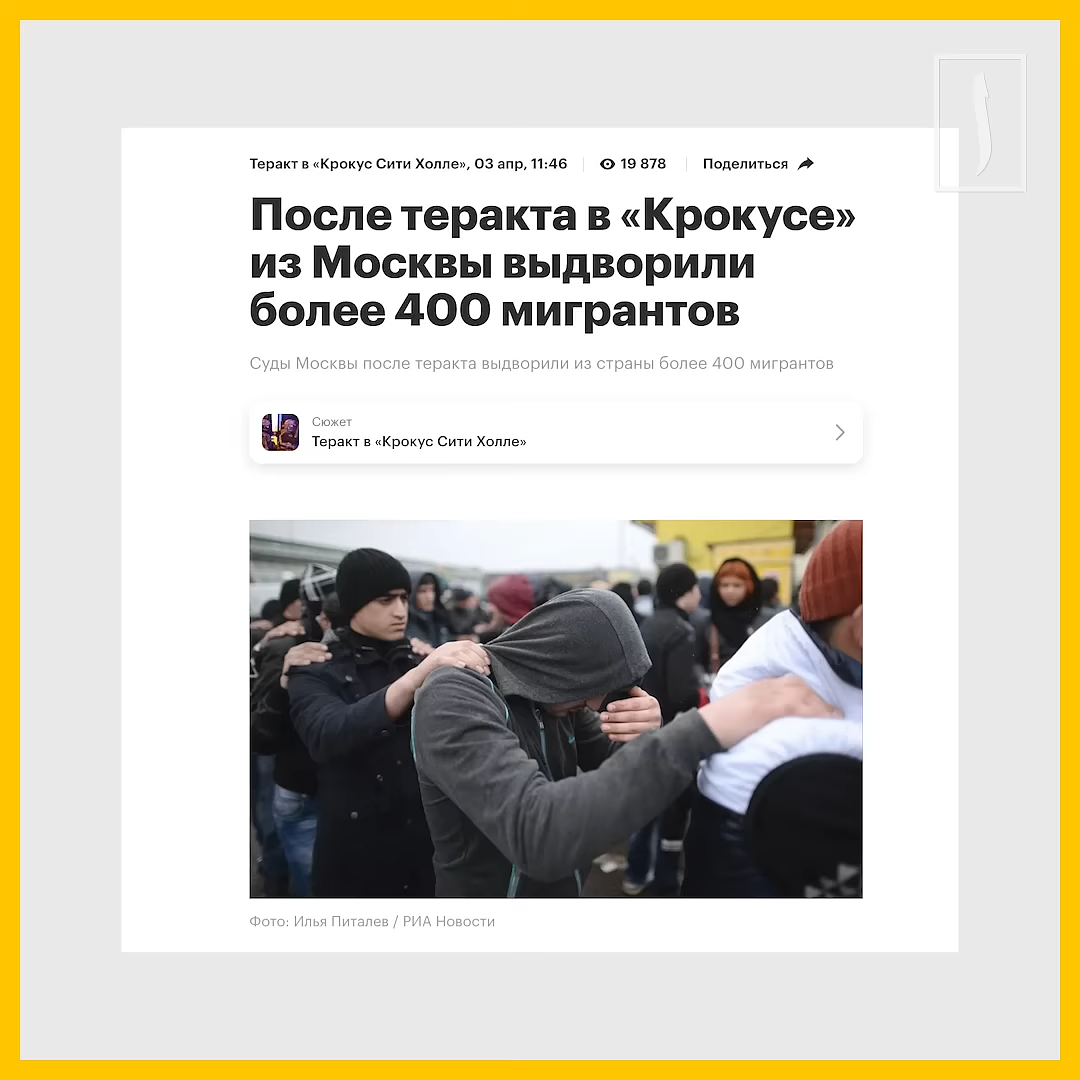 Теракт в «Крокус Сити Холле», 03 апр, 11:46 19 878 Поделиться
После теракта в «Крокусе»
из Москвы выдворили
более 400 мигрантов
Суды Москвы после теракта выдворили из страны более 400 мигрантов
Сюжет
Теракт в «Крокус Сити Холле»
Фото: Илья Питалев / РИА Новости